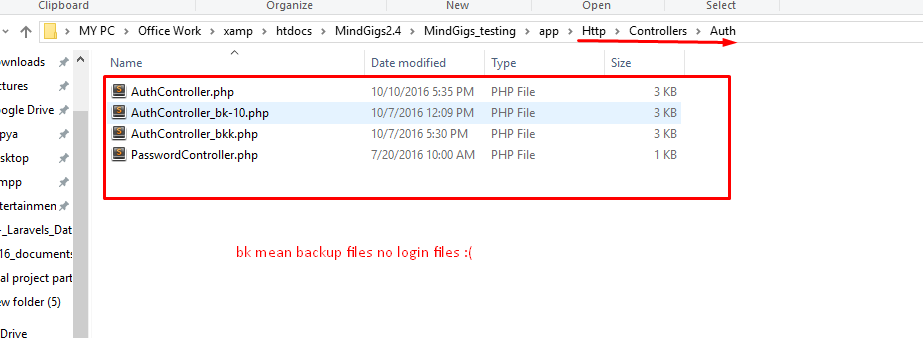 Clipboard Organize New Open Select
MY PC > Office Work > xamp > htdocs > MindGigs2.4 > MindGigs_testing > app > Http > Controllers > Auth
Name Date modified Type Size
AuthController.php 10/10/2016 5:35 PM PHP File 3 KB
AuthController_bk-10.php 10/7/2016 12:09 PM PHP File 3 KB
AuthController_bkk.php 10/7/2016 5:30 PM PHP File 3 KB
PasswordController.php 7/20/2016 10:00 AM PHP File 1 KB
bk mean backup files no login files :(
ownloads
ctures
ogle Drive
pya
sktop
mpp
tertainmen
-_Laravels_Dat
16_documents
al project part
ew folder (5)
Drive